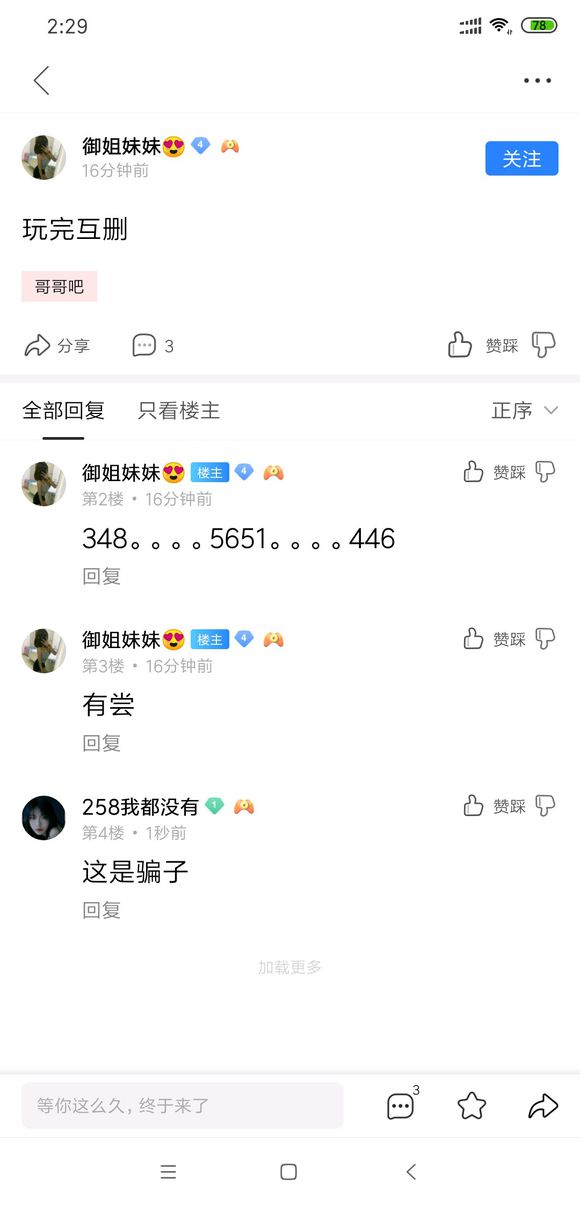 2:29
78
御姐妹妹😍 4
16分钟前
关注
玩完互删
哥哥吧
分享 3 赞踩
全部回复 只看楼主 正序
御姐妹妹😍 楼主 4 赞踩
第2楼 • 16分钟前
348。。。。5651。。。。446
回复
御姐妹妹😍 楼主 4 赞踩
第3楼 • 16分钟前
有尝
回复
258我都没有 1 赞踩
第4楼 • 1秒前
这是骗子
回复
加载更多
等你这么久，终于来了 3